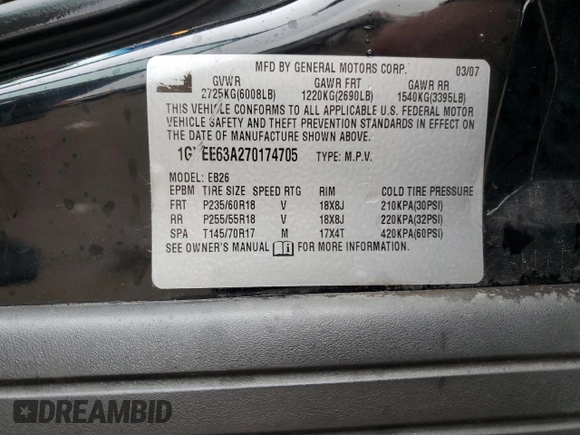 MFD BY GENERAL MOTORS CORP. 03/07
GVWR GAWR FRT GAWR RR
2725KG(6008LB) 1220KG(2690LB) 1540KG(3395LB)
THIS VEHICLE CONFORMS TO ALL APPLICABLE U.S. FEDERAL MOTOR
VEHICLE SAFETY AND THEFT PREVENTION STANDARDS IN EFFECT ON THE
DATE OF MANUFACTURE SHOWN ABOVE.
TYPE: M.P.V.
MODEL: EB26
EPBM TIRE SIZE SPEED RTG RIM COLD TIRE PRESSURE
FRT P235/60R18 V 18X8J 210KPA(30PSI)
RR P255/55R18 V 18X8J 220KPA(32PSI)
SPA T145/70R17 M 17X4T 420KPA(60PSI)
SEE OWNER'S MANUAL FOR MORE INFORMATION.
DREAMBID